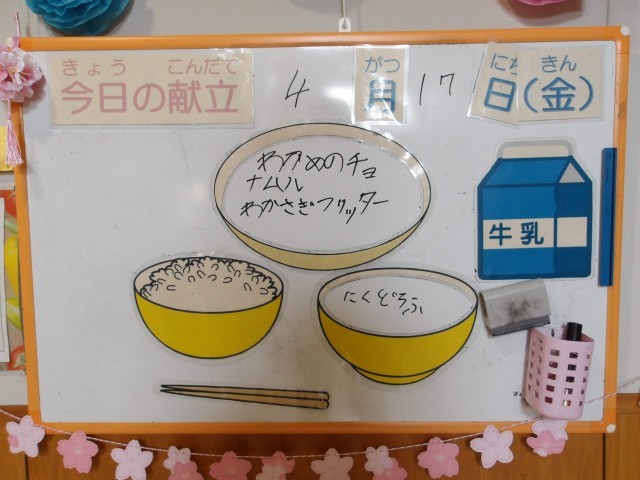 きょう こんだて
今日の献立
4
がつ
月
17
にち きん
日(金)
わかめのチョ
ナムル
わかさぎフリッター
にくどうふ
牛乳